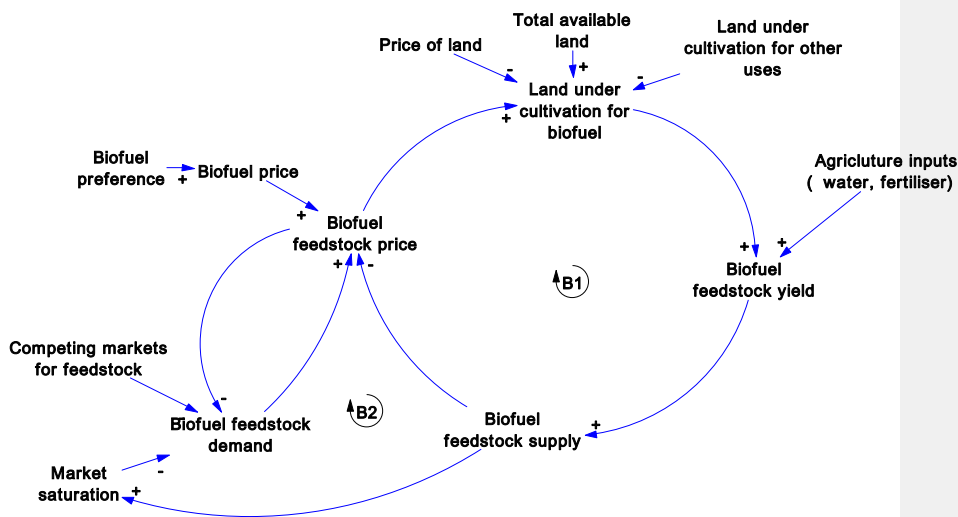 Total available
land
Price of land
Land under
cultivation for other
uses
-
+
-
Land under
cultivation for
biofuel
+
Biofuel
preference
+
Biofuel price
Agricluture inputs
( water, fertiliser)
+
Biofuel
feedstock price
+
-
+
+
Biofuel
feedstock yield
B1
Competing markets
for feedstock
-
-
Biofuel feedstock
demand
B2
Biofuel
feedstock supply
+
Market
saturation
+
-